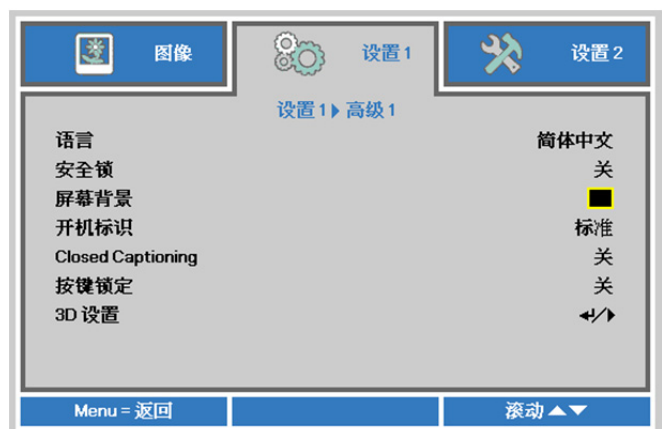 图像 设置1 设置2
设置1▶高级1
语言 简体中文
安全锁 关
屏幕背景
开机标识 标准
Closed Captioning 关
按键锁定 关
3D 设置 ↵/▶
Menu = 返回 滚动▲▼